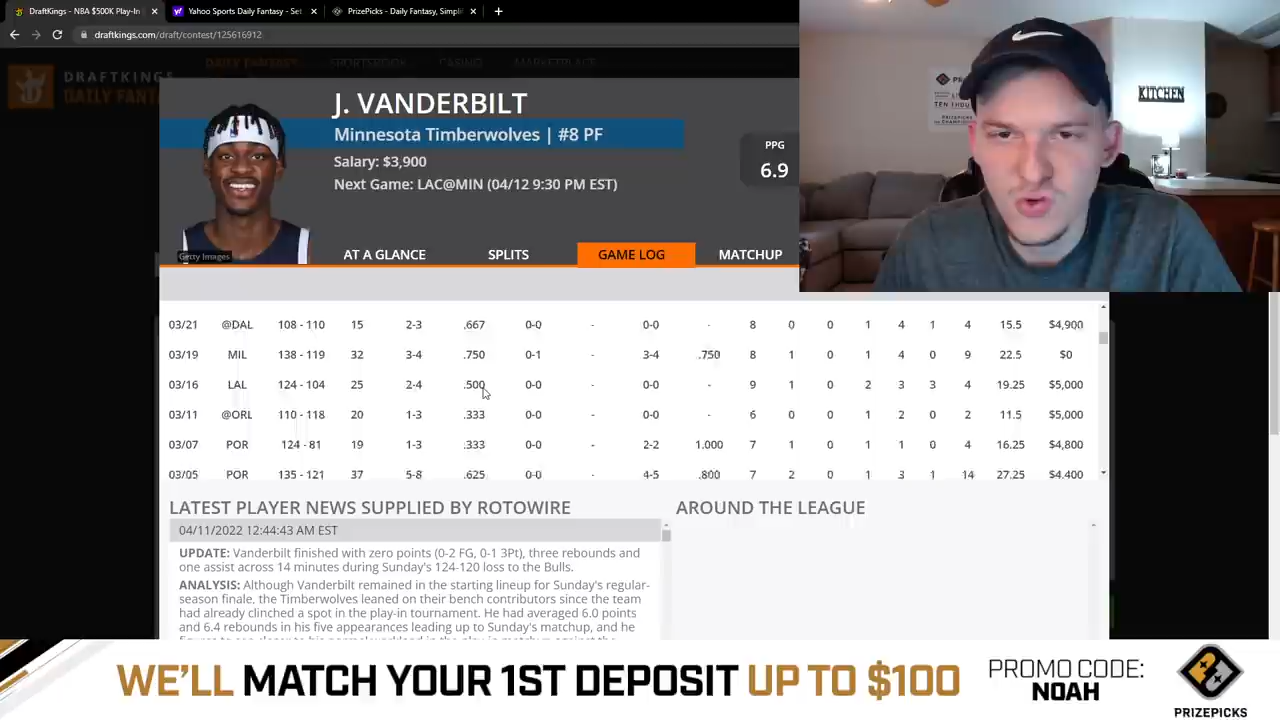 DraftKings - NBA $500K Play-In
Yahoo Sports Daily Fantasy - Set
PrizePicks - Daily Fantasy, Simpli
draftkings.com/draft/contest/125616912
DRAFTKINGS
DAILY FANTASY
SPORTSBOOK
CASINO
MARKETPLACE
DAILY FANTA
J. VANDERBILT
Minnesota Timberwolves | #8 PF
Salary: $3,900
Next Game: LAC@MIN (04/12 9:30 PM EST)
PPG
6.9
Getty Images
AT A GLANCE SPLITS GAME LOG MATCHUP
03/21 @DAL 108 - 110 15 2-3 .667 0-0 - 0-0 - 8 0 0 1 4 1 4 15.5 $4,900
03/19 MIL 138 - 119 32 3-4 .750 0-1 - 3-4 .750 8 1 0 1 4 0 9 22.5 $0
03/16 LAL 124 - 104 25 2-4 .500 0-0 - 0-0 - 9 1 0 2 3 3 4 19.25 $5,000
03/11 @ORL 110 - 118 20 1-3 .333 0-0 - 0-0 - 6 0 0 1 2 0 2 11.5 $5,000
03/07 POR 124 - 81 19 1-3 .333 0-0 - 2-2 1.000 7 1 0 1 1 0 4 16.25 $4,800
03/05 POR 135 - 121 37 5-8 .625 0-0 - 4-5 .800 7 2 0 1 3 1 14 27.25 $4,400
LATEST PLAYER NEWS SUPPLIED BY ROTOWIRE
AROUND THE LEAGUE
04/11/2022 12:44:43 AM EST
UPDATE: Vanderbilt finished with zero points (0-2 FG, 0-1 3Pt), three rebounds and
one assist across 14 minutes during Sunday's 124-120 loss to the Bulls.
ANALYSIS: Although Vanderbilt remained in the starting lineup for Sunday's regular-
season finale, the Timberwolves leaned on their bench contributors since the team
had already clinched a spot in the play-in tournament. He had averaged 6.0 points
and 6.4 rebounds in his five appearances leading up to Sunday's matchup, and he
KITCHEN
TEN THOU
WE'LL MATCH YOUR 1ST DEPOSIT UP TO $100
PROMO CODE:
NOAH
PRIZEPICKS